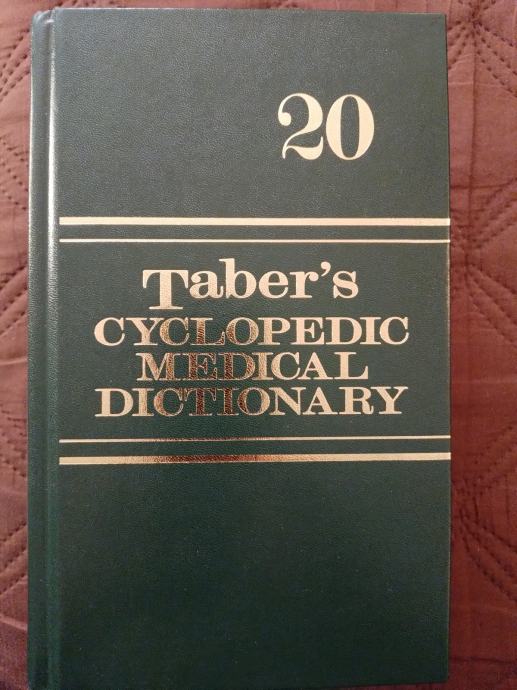 20
Taber's
CYCLOPEDIC
MEDICAL
DICTIONARY